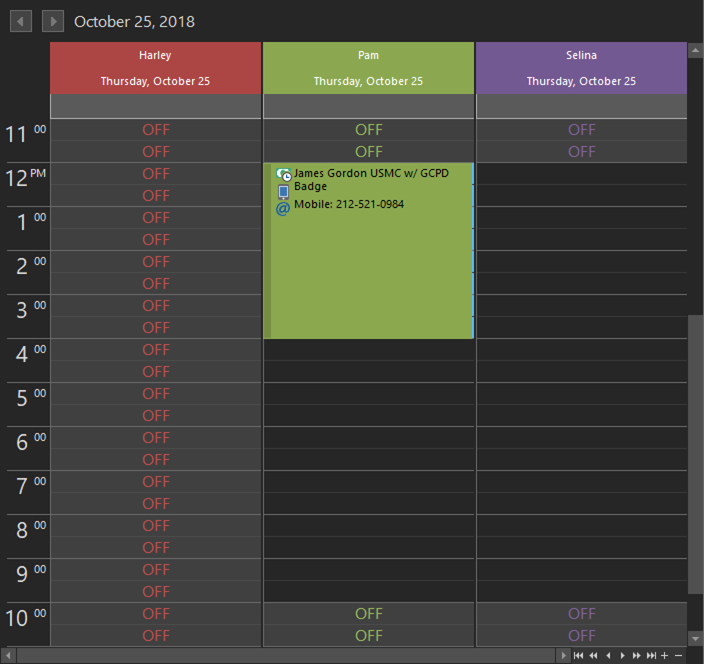 October 25, 2018
Harley Pam Selina
Thursday, October 25 Thursday, October 25 Thursday, October 25
11 00 OFF OFF OFF
OFF OFF OFF
12 PM OFF James Gordon USMC w/ GCPD
Badge
OFF Mobile: 212-521-0984
1 00 OFF
OFF
2 00 OFF
OFF
3 00 OFF
OFF
4 00 OFF
OFF
5 00 OFF
OFF
6 00 OFF
OFF
7 00 OFF
OFF
8 00 OFF
OFF
9 00 OFF
OFF
10 00 OFF OFF OFF
OFF OFF OFF